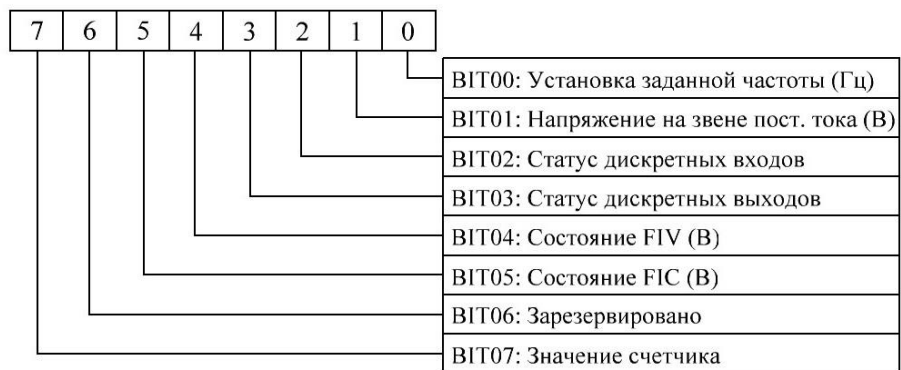 7 6 5 4 3 2 1 0
BIT00: Установка заданной частоты (Гц)
BIT01: Напряжение на звене пост. тока (В)
BIT02: Статус дискретных входов
BIT03: Статус дискретных выходов
BIT04: Состояние FIV (В)
BIT05: Состояние FIC (В)
BIT06: Зарезервировано
BIT07: Значение счетчика